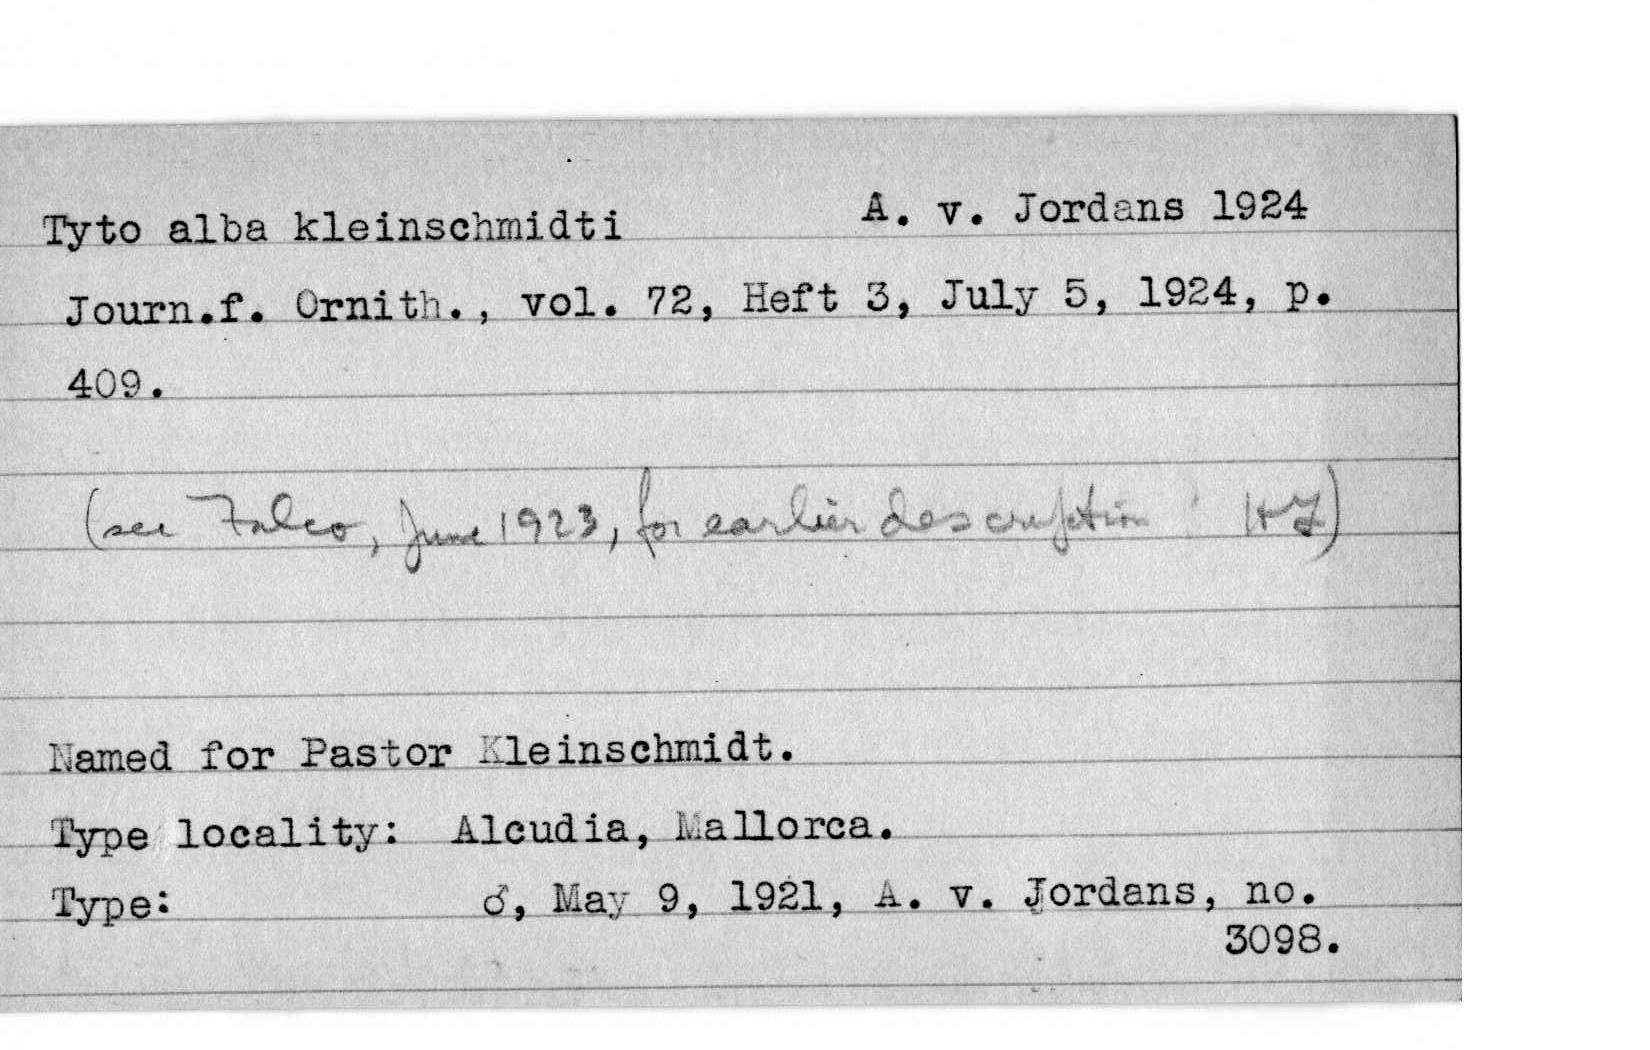 Tyto alba kleinschmidti A. v. Jordans 1924
Journ.f. Ornith., vol. 72, Heft 3, July 5, 1924, p.
409.
(see Falco, June 1923, for earlier description HF)
Named for Pastor Kleinschmidt.
Type locality: Alcudia, Mallorca.
Type: ♂, May 9, 1921, A. v. Jordans, no.
3098.